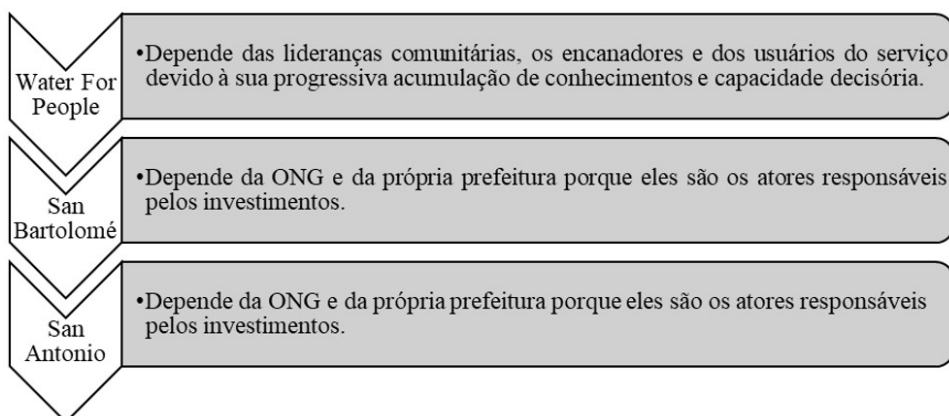 Water For
People
•Depende das lideranças comunitárias, os encanadores e dos usuários do serviço
devido à sua progressiva acumulação de conhecimentos e capacidade decisória.
San
Bartolomé
•Depende da ONG e da própria prefeitura porque eles são os atores responsáveis
pelos investimentos.
San
Antonio
•Depende da ONG e da própria prefeitura porque eles são os atores responsáveis
pelos investimentos.